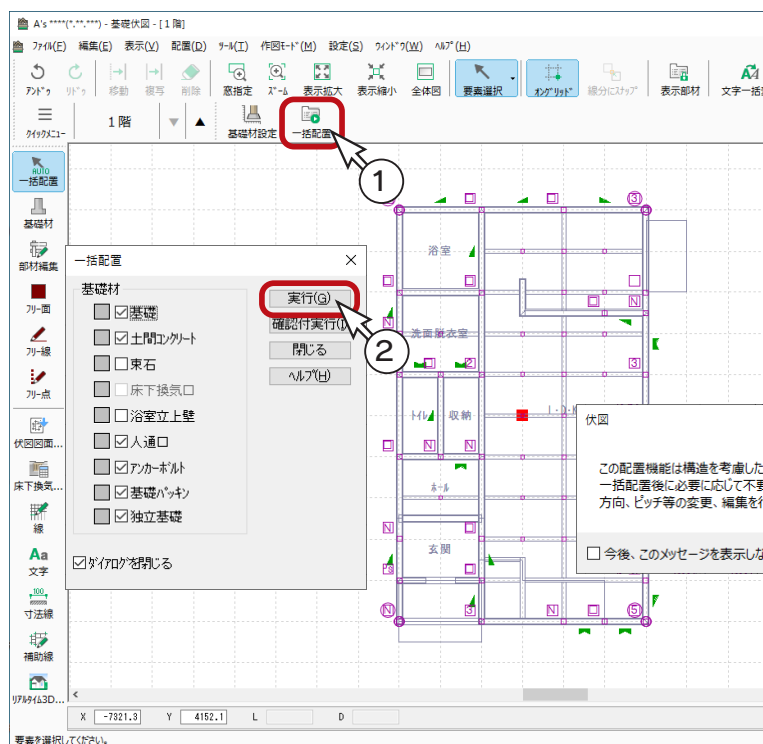 A's ****(*.**.***) - 基礎伏図 - [1 階]
ﾌｧｲﾙ(F) 編集(E) 表示(V) 配置(D) ﾂｰﾙ(T) 作図ﾓｰﾄﾞ(M) 設定(S) ｳｨﾝﾄﾞｳ(W) ﾍﾙﾌﾟ(H)
ｱﾝﾄﾞｩ ﾘﾄﾞｩ 移動 複写 削除 窓指定 ｽﾞｰﾑ 表示拡大 表示縮小 全体図 要素選択 ｵﾝｸﾞﾘｯﾄﾞ 線分にｽﾅｯﾌﾟ 表示部材 文字一括
ｸｲｯｸﾒﾆｭｰ 1 階 ▼ ▲ 基礎材設定 一括配置
1
AUTO
一括配置
基礎材
部材編集
ﾌﾘｰ面
ﾌﾘｰ線
ﾌﾘｰ点
伏図図面...
床下換気...
線
Aa
文字
100
寸法線
補助線
ﾘｱﾙﾀｲﾑ3D...
一括配置
基礎材
基礎
土間ｺﾝｸﾘｰﾄ
束石
床下換気口
浴室立上壁
人通口
ｱﾝｶｰﾎﾞﾙﾄ
基礎ﾊﾟｯｷﾝ
独立基礎
ﾀﾞｲｱﾛｸﾞを閉じる
実行(G)
確認付実行(I)
閉じる
ﾍﾙﾌﾟ(H)
2
3
浴室
N
N
洗面脱衣室
2
3
ﾄｲﾚ 収納
L・D・K
N N
ﾎｰﾙ
N
玄関
N 3 N 5
伏図
この配置機能は構造を考慮した
一括配置後に必要に応じて不要
方向、ピッチ等の変更、編集を行
今後、このメッセージを表示しな
X -7321.3 Y 4152.1 L D
要素を選択してください。